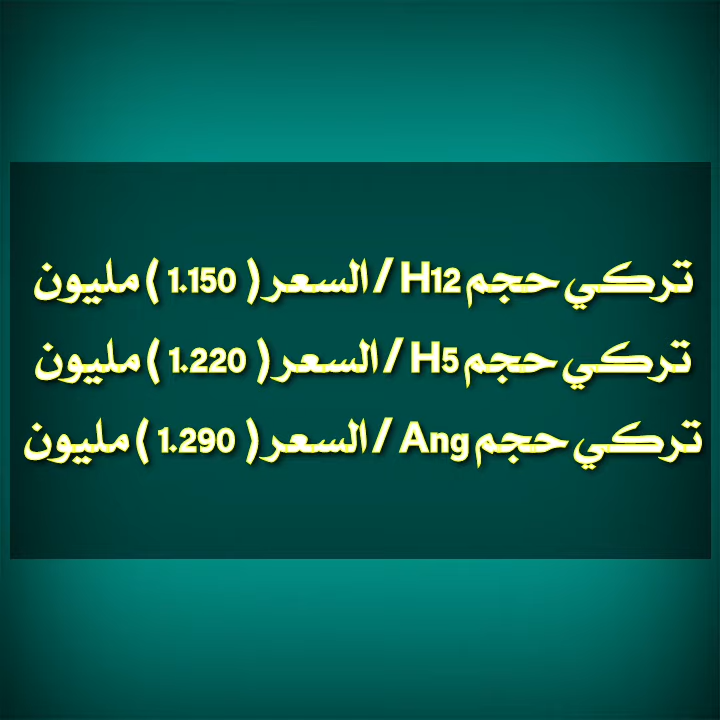 تركي حجم H12 / السعر ( 1.150 ) مليون
تركي حجم H5 / السعر ( 1.220 ) مليون
تركي حجم Ang / السعر ( 1.290 ) مليون